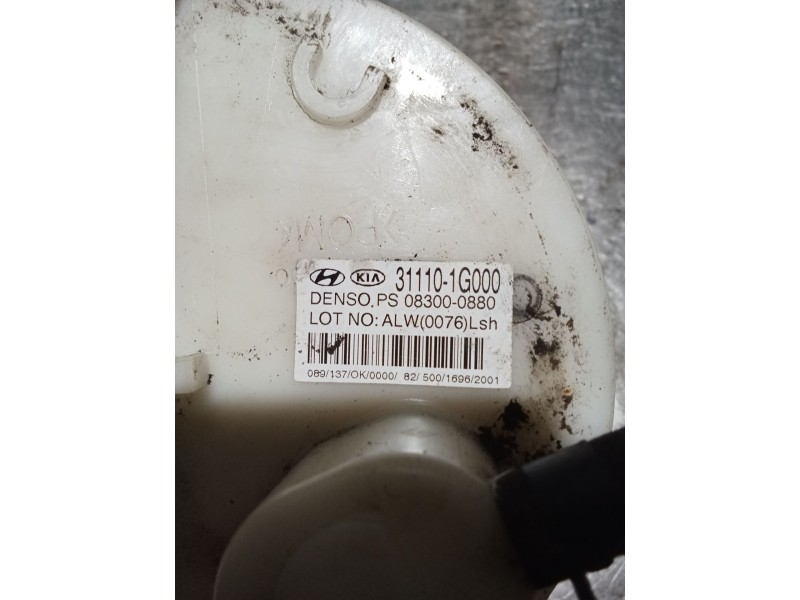 >POM<
KIA 31110-1G000
DENSO.PS 08300-0880
LOT NO: ALW(0076)Lsh
089/137/OK/0000/ 82/ 500/1696/2001